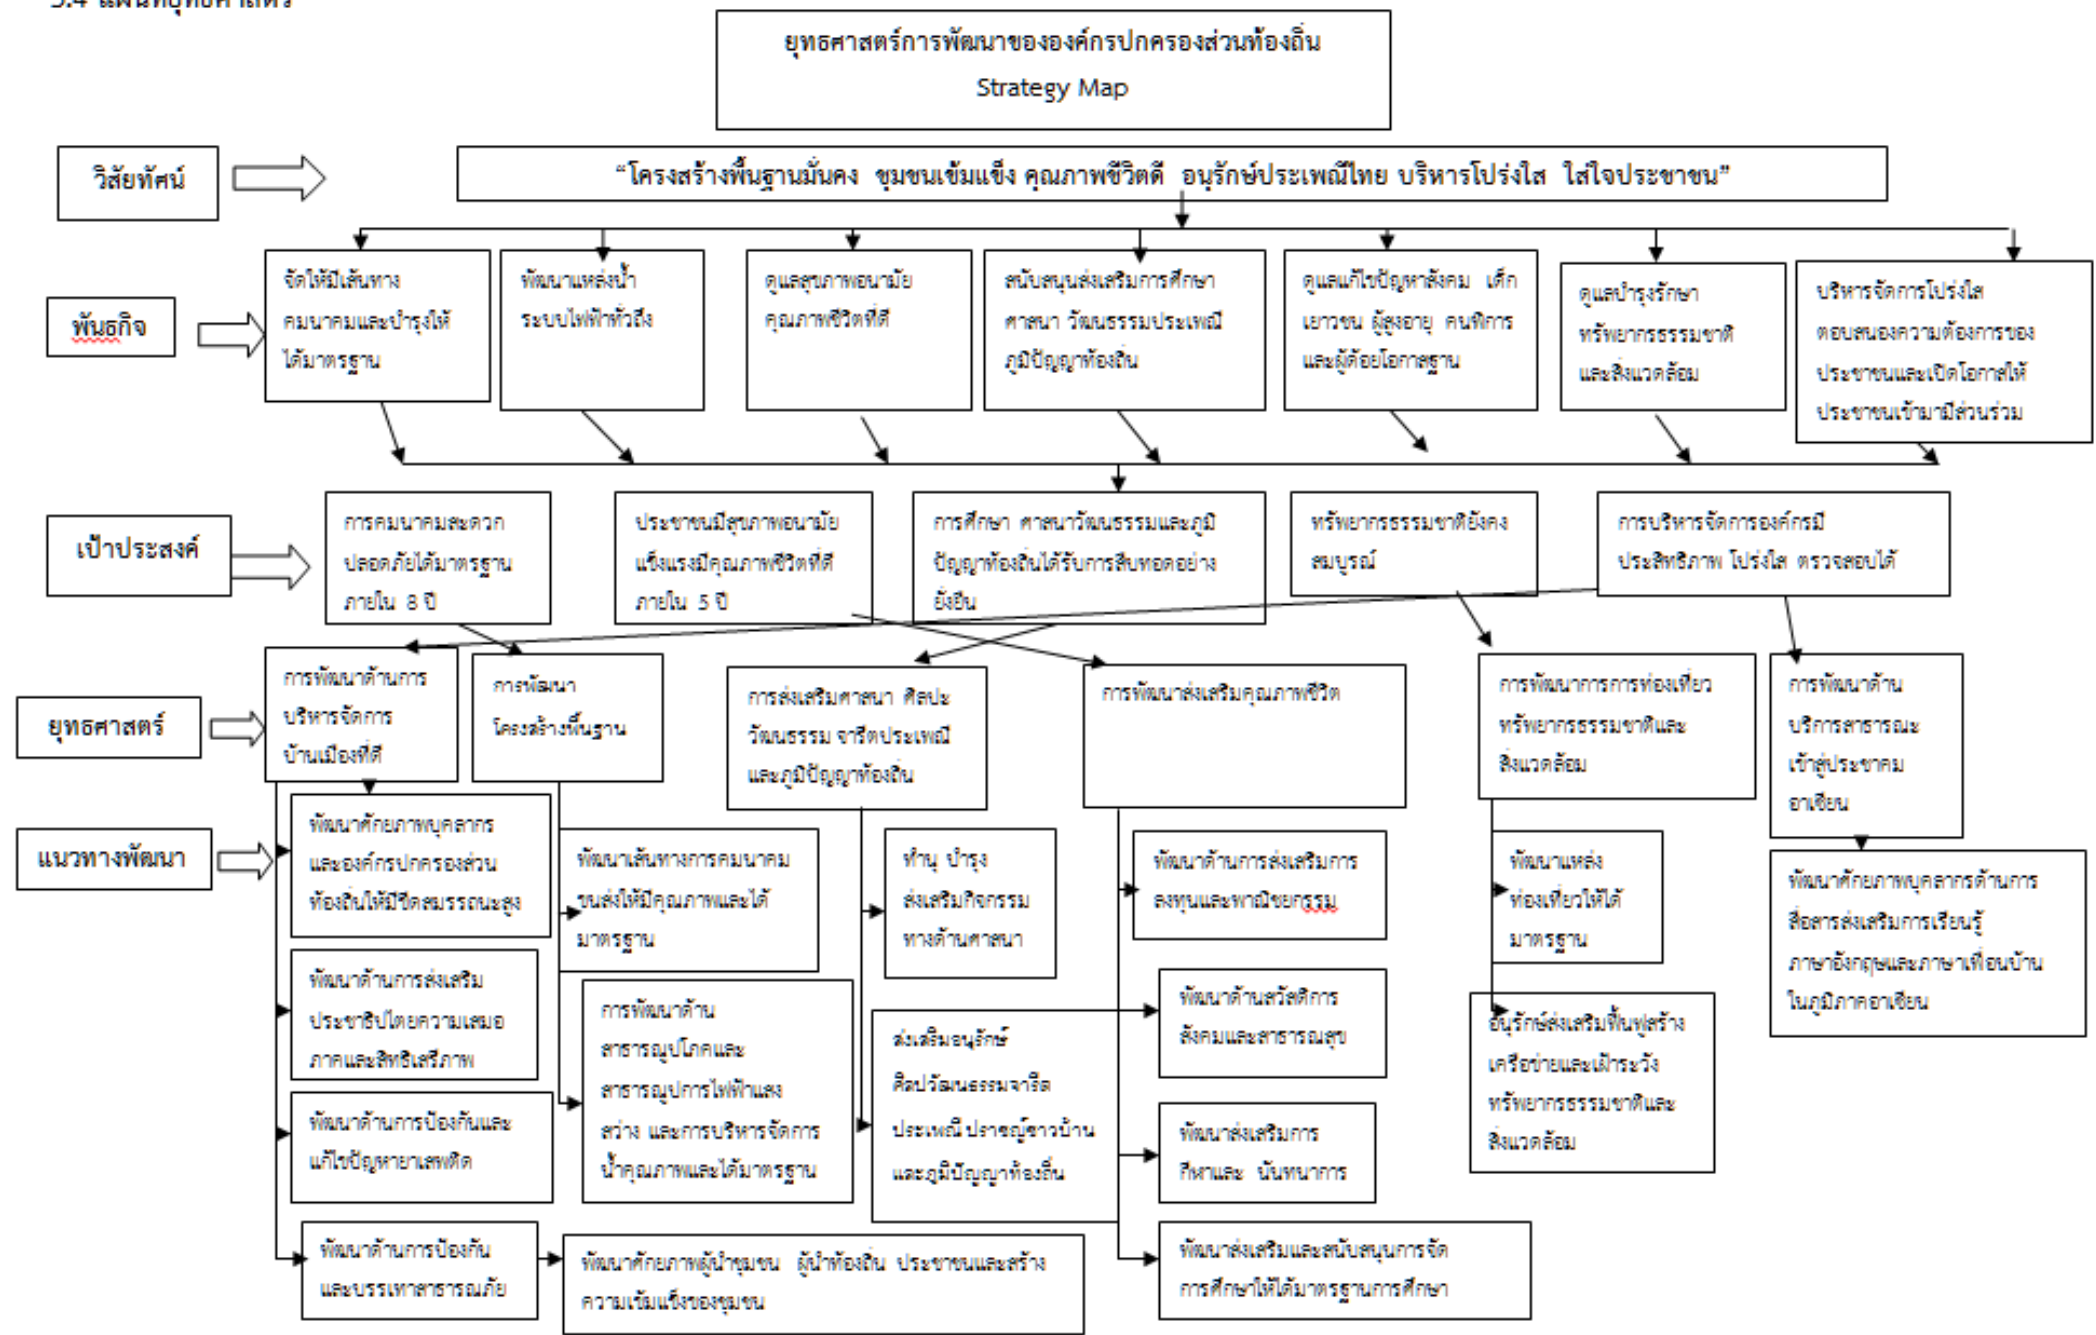 3.4 แผนที่ยุทธศาสตร์
ยุทธศาสตร์การพัฒนาขององค์กรปกครองส่วนท้องถิ่น
Strategy Map
วิสัยทัศน์
“โครงสร้างพื้นฐานมั่นคง ชุมชนเข้มแข็ง คุณภาพชีวิตดี อนุรักษ์ประเพณีไทย บริหารโปร่งใส ใส่ใจประชาชน”
พันธกิจ
จัดให้มีเส้นทาง
คมนาคมและบำรุงให้
ได้มาตรฐาน
พัฒนาแหล่งน้ำ
ระบบไฟฟ้าทั่วถึง
ดูแลสุขภาพอนามัย
คุณภาพชีวิตที่ดี
สนับสนุนส่งเสริมการศึกษา
ศาสนา วัฒนธรรมประเพณี
ภูมิปัญญาท้องถิ่น
ดูแลแก้ไขปัญหาสังคม เด็ก
เยาวชน ผู้สูงอายุ คนพิการ
และผู้ด้อยโอกาสฐาน
ดูแลบำรุงรักษา
ทรัพยากรธรรมชาติ
และสิ่งแวดล้อม
บริหารจัดการโปร่งใส
ตอบสนองความต้องการของ
ประชาชนและเปิดโอกาสให้
ประชาชนเข้ามามีส่วนร่วม
เป้าประสงค์
การคมนาคมสะดวก
ปลอดภัยได้มาตรฐาน
ภายใน 8 ปี
ประชาชนมีสุขภาพอนามัย
แข็งแรงมีคุณภาพชีวิตที่ดี
ภายใน 5 ปี
การศึกษา ศาสนาวัฒนธรรมและภูมิ
ปัญญาท้องถิ่นได้รับการสืบทอดอย่าง
ยั่งยืน
ทรัพยากรธรรมชาติยังคง
สมบูรณ์
การบริหารจัดการองค์กรมี
ประสิทธิภาพ โปร่งใส ตรวจสอบได้
ยุทธศาสตร์
การพัฒนาด้านการ
บริหารจัดการ
บ้านเมืองที่ดี
การพัฒนา
โครงสร้างพื้นฐาน
การส่งเสริมศาสนา ศิลปะ
วัฒนธรรม จารีตประเพณี
และภูมิปัญญาท้องถิ่น
การพัฒนาส่งเสริมคุณภาพชีวิต
การพัฒนาการการท่องเที่ยว
ทรัพยากรธรรมชาติและ
สิ่งแวดล้อม
การพัฒนาด้าน
บริการสาธารณะ
เข้าสู่ประชาคม
อาเซียน
แนวทางพัฒนา
พัฒนาศักยภาพบุคลากร
และองค์กรปกครองส่วน
ท้องถิ่นให้มีขีดสมรรถนะสูง
พัฒนาด้านการส่งเสริม
ประชาธิปไตยความเสมอ
ภาคและสิทธิเสรีภาพ
พัฒนาด้านการป้องกันและ
แก้ไขปัญหายาเสพติด
พัฒนาด้านการป้องกัน
และบรรเทาสาธารณภัย
พัฒนาศักยภาพผู้นำชุมชน ผู้นำท้องถิ่น ประชาชนและสร้าง
ความเข้มแข็งของชุมชน
พัฒนาเส้นทางการคมนาคม
ขนส่งให้มีคุณภาพและได้
มาตรฐาน
การพัฒนาด้าน
สาธารณูปโภคและ
สาธารณูปการไฟฟ้าแสง
สว่าง และการบริหารจัดการ
น้ำคุณภาพและได้มาตรฐาน
ทำนุ บำรุง
ส่งเสริมกิจกรรม
ทางด้านศาสนา
ส่งเสริมอนุรักษ์
ศิลปวัฒนธรรมจารีต
ประเพณี ปราชญ์ชาวบ้าน
และภูมิปัญญาท้องถิ่น
พัฒนาด้านการส่งเสริมการ
ลงทุนและพาณิชยกรรม
พัฒนาด้านสวัสดิการ
สังคมและสาธารณสุข
พัฒนาส่งเสริมการ
กีฬาและ นันทนาการ
พัฒนาส่งเสริมและสนับสนุนการจัด
การศึกษาให้ได้มาตรฐานการศึกษา
พัฒนาแหล่ง
ท่องเที่ยวให้ได้
มาตรฐาน
อนุรักษ์ส่งเสริมฟื้นฟูสร้าง
เครือข่ายและเฝ้าระวัง
ทรัพยากรธรรมชาติและ
สิ่งแวดล้อม
พัฒนาศักยภาพบุคลากรด้านการ
สื่อสารส่งเสริมการเรียนรู้
ภาษาอังกฤษและภาษาเพื่อนบ้าน
ในภูมิภาคอาเซียน